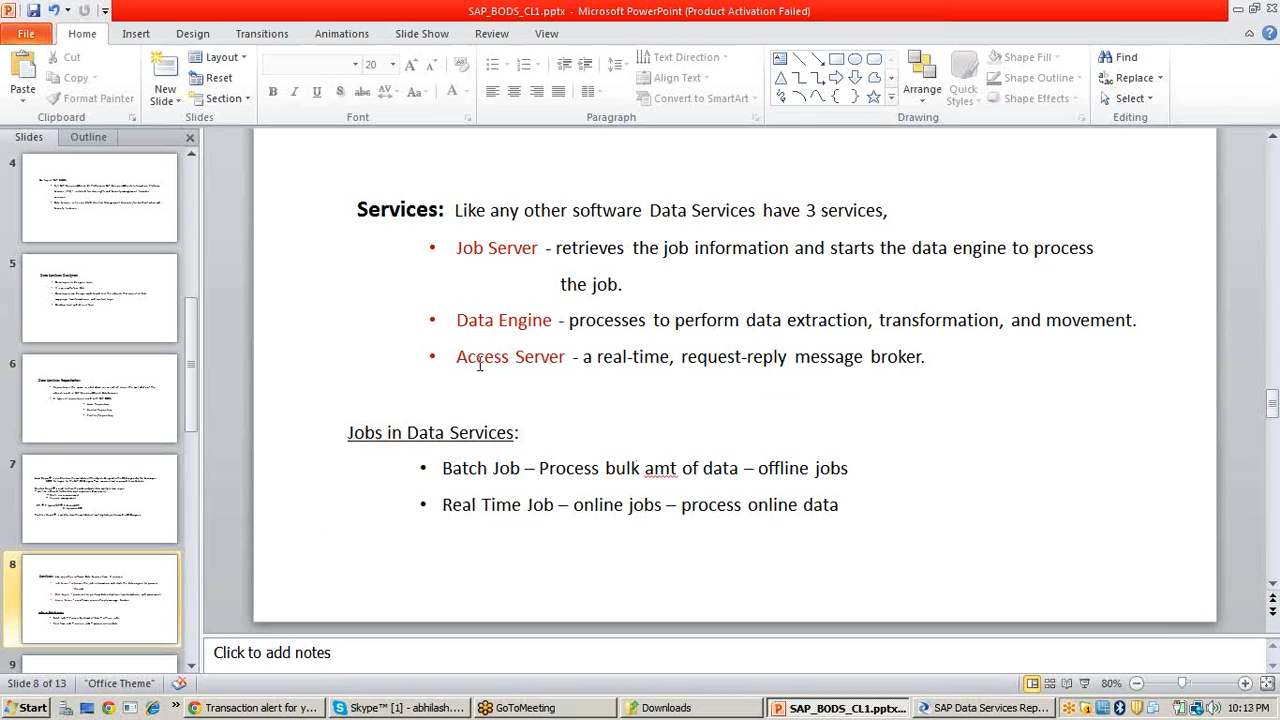 SAP_BODS_CL1.pptx - Microsoft PowerPoint (Product Activation Failed)
File Home Insert Design Transitions Animations Slide Show Review View
Paste
Cut
Copy
Format Painter
Clipboard
New
Slide
Layout
Reset
Section
Slides
20
Font
Text Direction
Align Text
Convert to SmartArt
Paragraph
Arrange
Quick
Styles
Shape Fill
Shape Outline
Shape Effects
Drawing
Find
Replace
Select
Editing
Slides Outline
4
5
6
7
8
9
Services: Like any other software Data Services have 3 services,
• Job Server - retrieves the job information and starts the data engine to process
the job.
• Data Engine - processes to perform data extraction, transformation, and movement.
• Access Server - a real-time, request-reply message broker.
Jobs in Data Services:
• Batch Job – Process bulk amt of data – offline jobs
• Real Time Job – online jobs – process online data
Click to add notes
Slide 8 of 13 "Office Theme" 80%
Start Transaction alert for y... Skype™ [1] - abhilash.... GoToMeeting Downloads SAP_BODS_CL1.pptx... SAP Data Services Rep... 10:13 PM